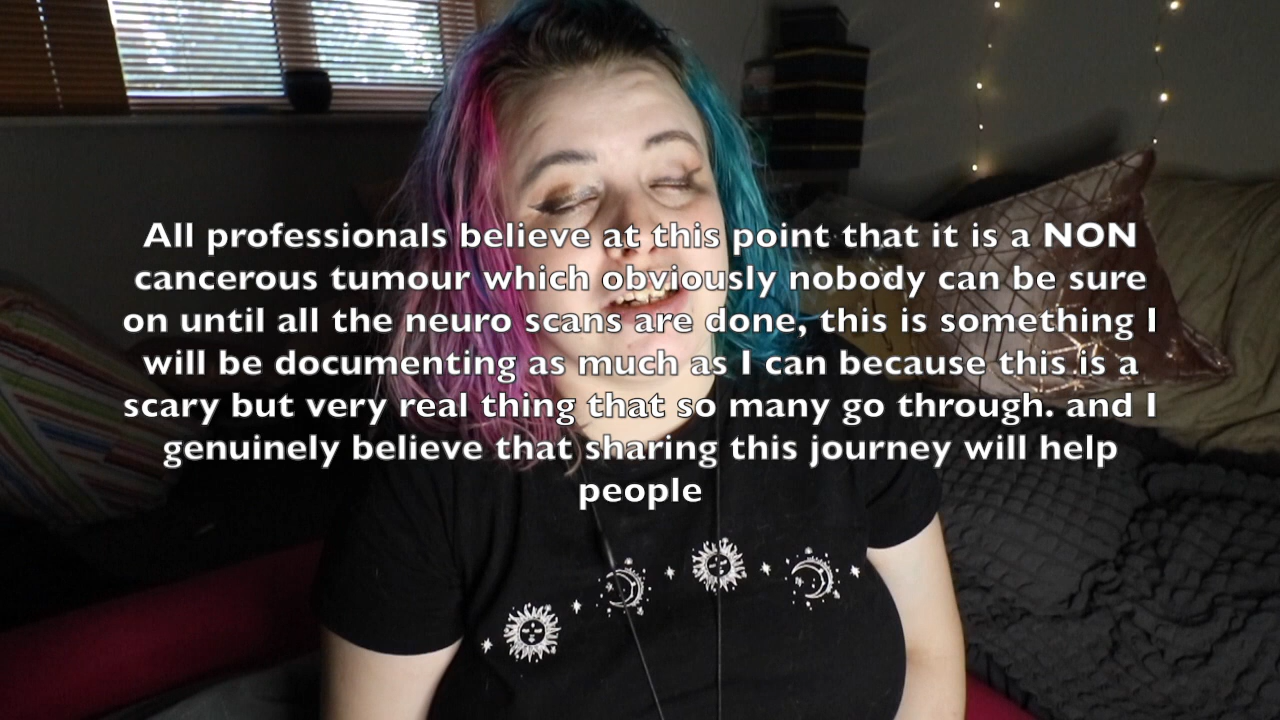 All professionals believe at this point that it is a NON
cancerous tumour which obviously nobody can be sure
on until all the neuro scans are done, this is something I
will be documenting as much as I can because this is a
scary but very real thing that so many go through. and I
genuinely believe that sharing this journey will help
people